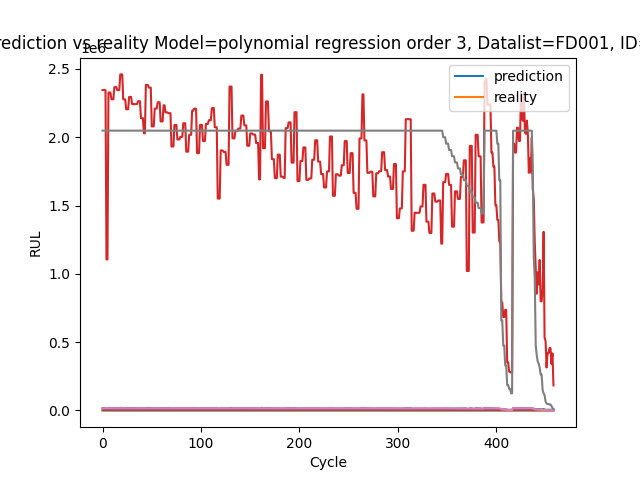 rediction vs reality Model=polynomial regression order 3, Datalist=FD001, ID=
1e6
2.5
2.0
1.5
1.0
0.5
0.0
RUL
0 100 200 300 400
Cycle
prediction
reality